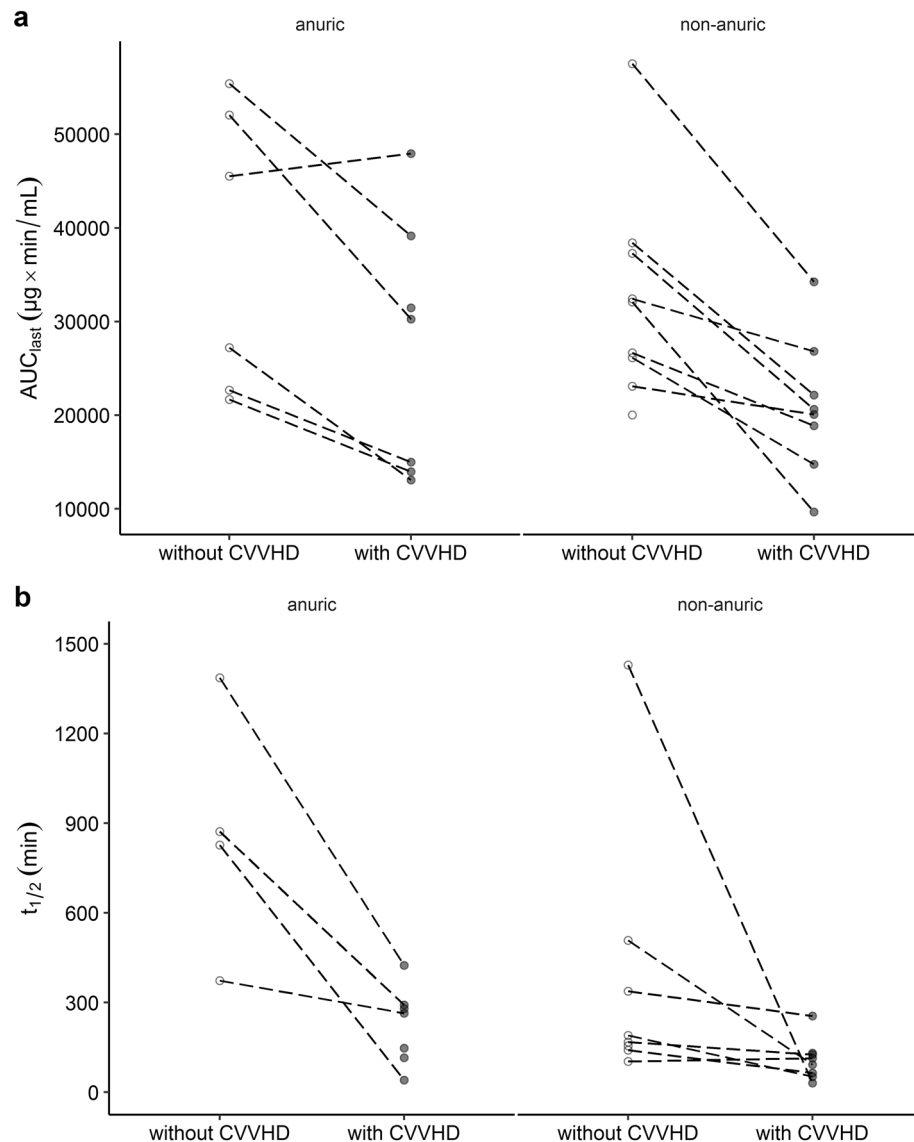 a
anuric
non-anuric
AUClast (µg × min/mL)
50000
40000
30000
20000
10000
without CVVHD
with CVVHD
without CVVHD
with CVVHD
b
anuric
non-anuric
t1/2 (min)
1500
1200
900
600
300
0
without CVVHD
with CVVHD
without CVVHD
with CVVHD